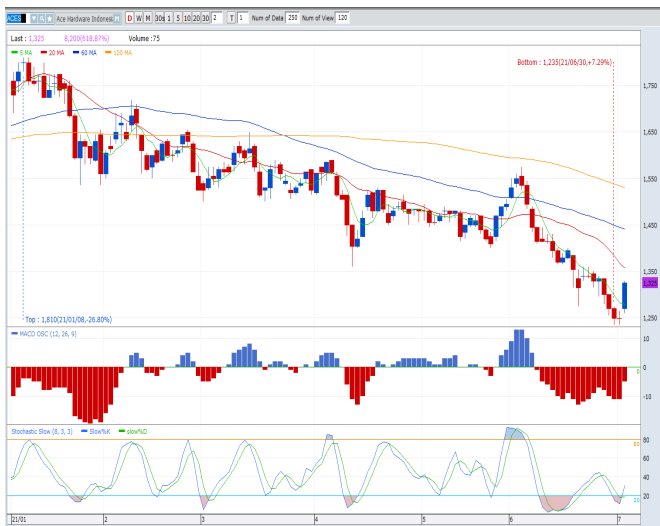 ACES Ace Hardware Indonesi M D W M 30s 1 5 10 20 30 2 T 1 Num of Data 250 Num of View 120
Last : 1,325 8,200(618.87%) Volume :75
5 MA 20 MA 60 MA 120 MA
Bottom : 1,235(21/06/30,+7.29%)
1,750
1,650
1,550
1,450
1,350
1,325
1,250
Top : 1,810(21/01/08,-26.80%)
MACD OSC (12, 26, 9)
10
0
-10
Stochastic Slow (8, 3, 3) Slow%K slow%D
80
60
40
20 20
21/01 2 3 4 5 6 7